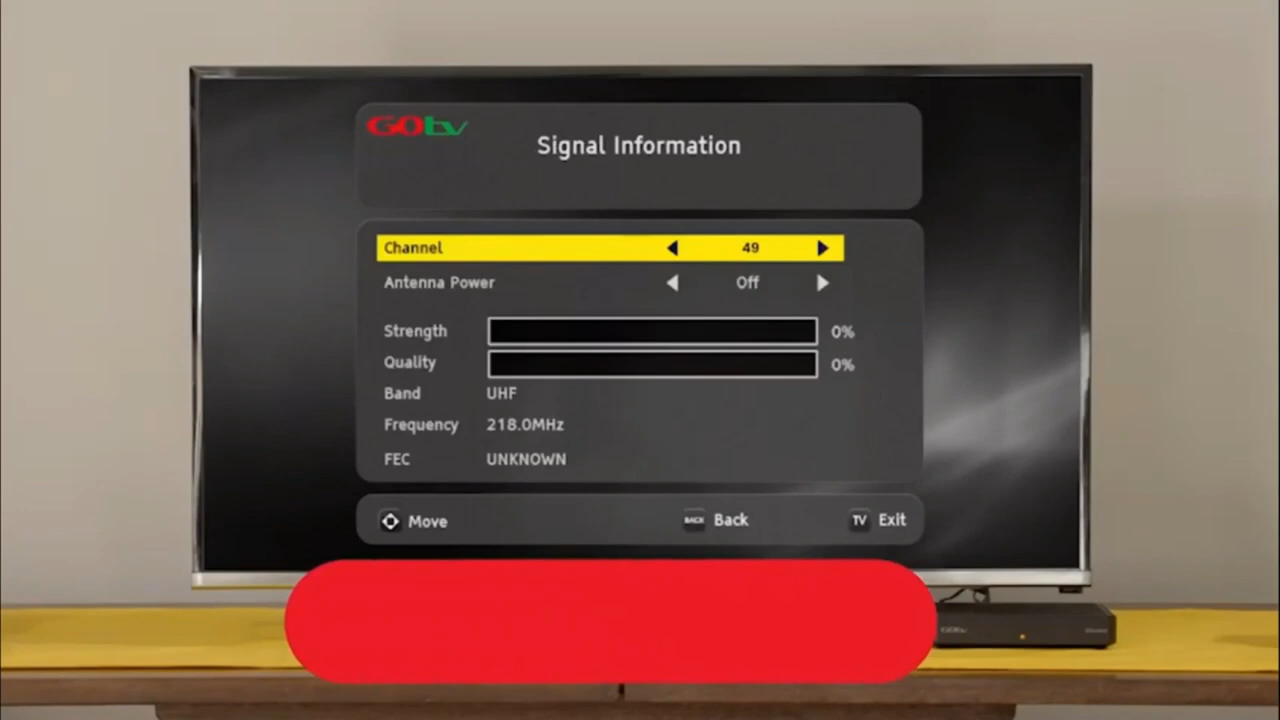 GOtv
Signal Information
Channel 49
Antenna Power Off
Strength 0%
Quality 0%
Band UHF
Frequency 218.0MHz
FEC UNKNOWN
Move BACK Back TV Exit
GOtv